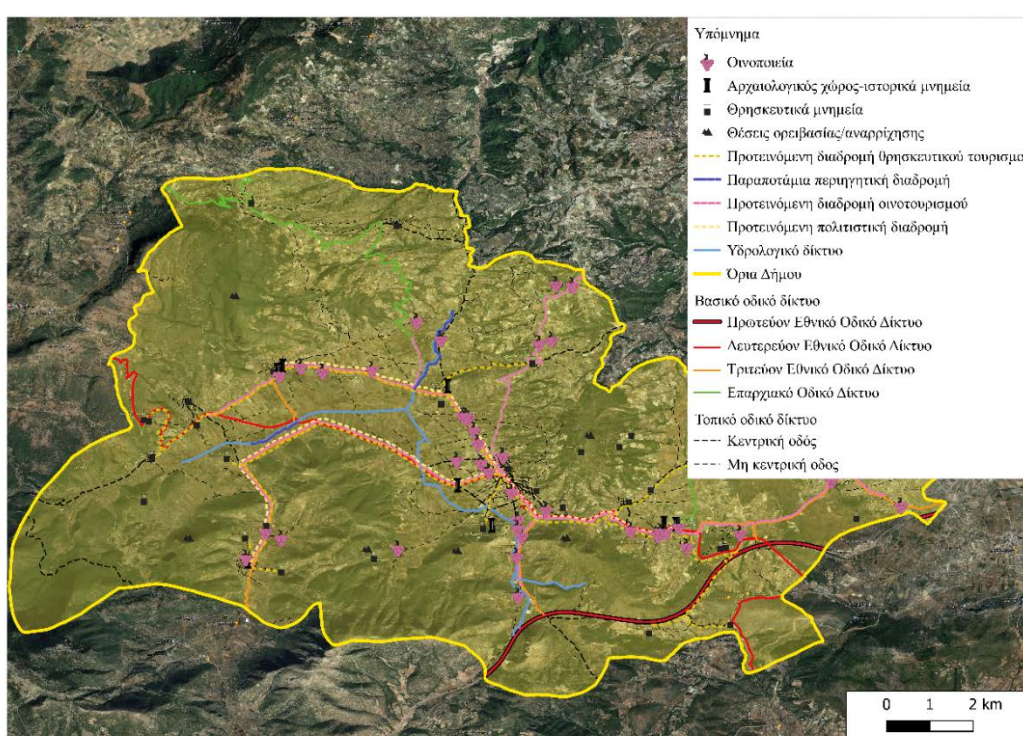 Υπόμνημα
Οινοποιεία
Αρχαιολογικός χώρος-ιστορικά μνημεία
Θρησκευτικά μνημεία
Θέσεις ορειβασίας/αναρρίχησης
Προτεινόμενη διαδρομή θρησκευτικού τουρισμο
Παραποτάμια περιηγητική διαδρομή
Προτεινόμενη διαδρομή οινοτουρισμού
Προτεινόμενη πολιτιστική διαδρομή
Υδρολογικό δίκτυο
Όρια Δήμου
Βασικό οδικό δίκτυο
Πρωτεύον Εθνικό Οδικό Δίκτυο
Δευτερεύον Εθνικό Οδικό Δίκτυο
Τριτεύον Εθνικό Οδικό Δίκτυο
Επαρχιακό Οδικό Δίκτυο
Τοπικό οδικό δίκτυο
Κεντρική οδός
Μη κεντρική οδος
0 1 2 km